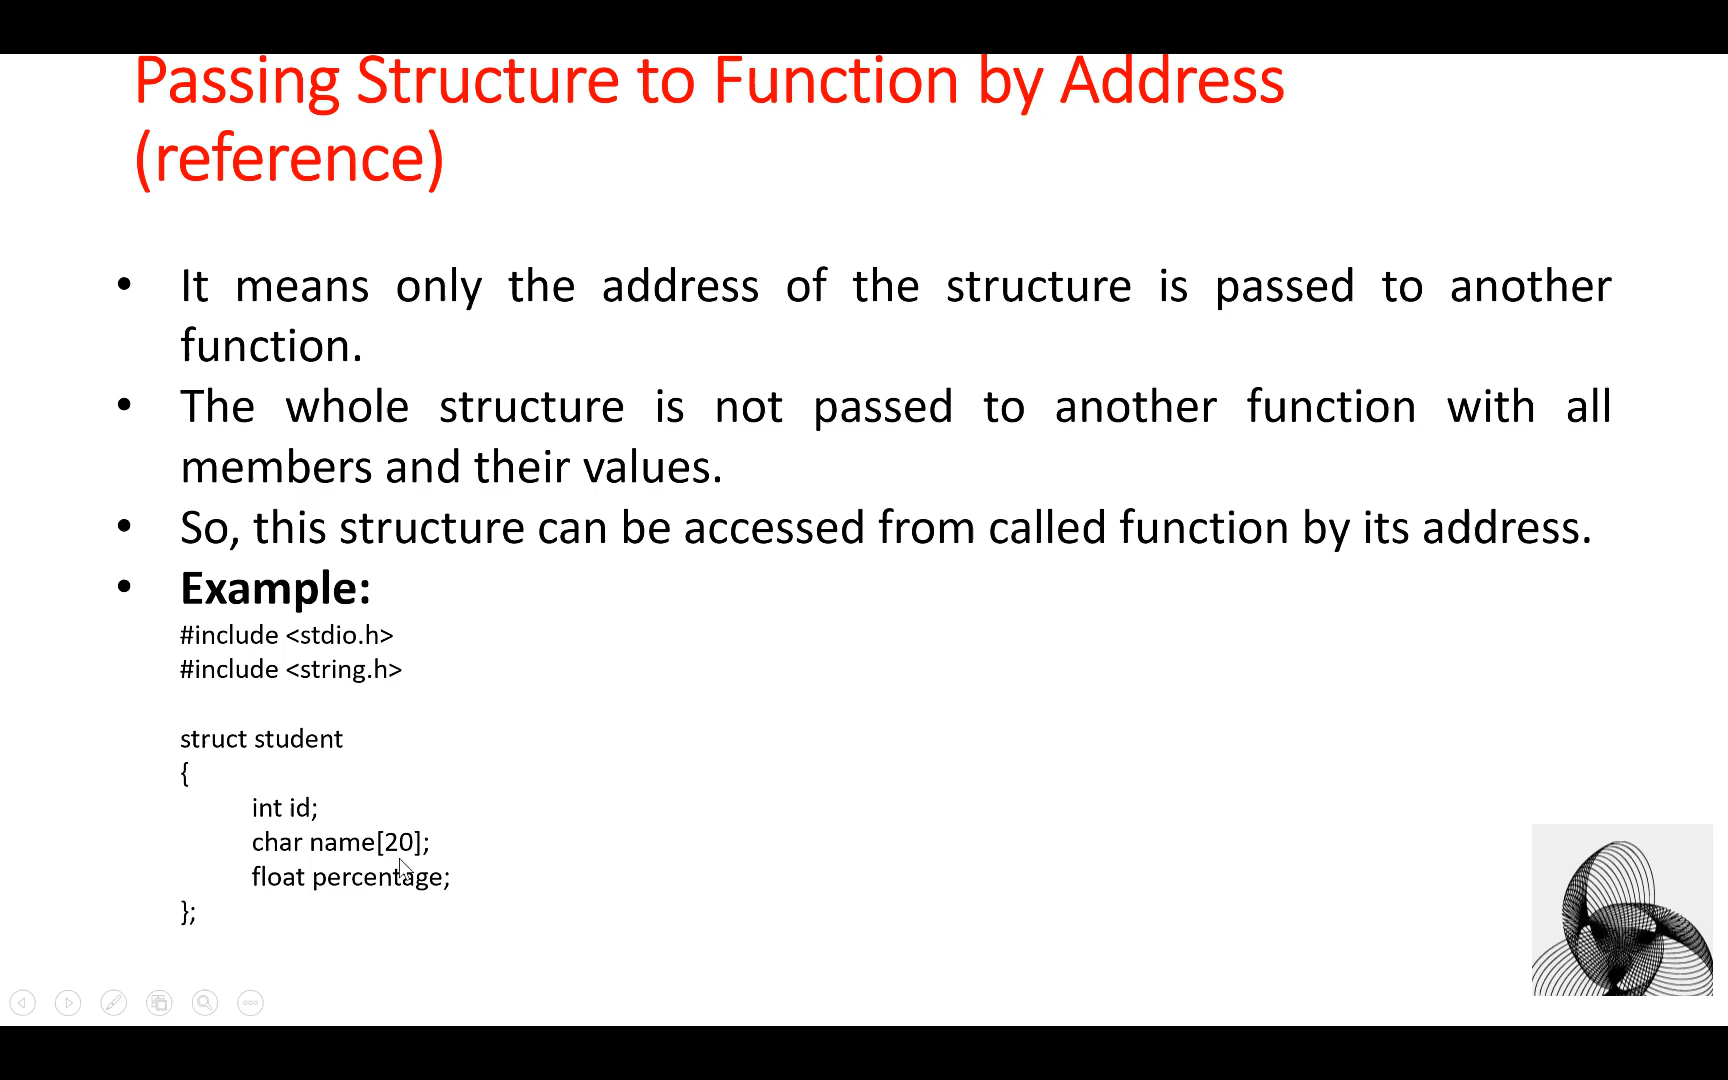 Passing Structure to Function by Address
(reference)
• It means only the address of the structure is passed to another
function.
• The whole structure is not passed to another function with all
members and their values.
• So, this structure can be accessed from called function by its address.
• Example:
#include <stdio.h>
#include <string.h>
struct student
{
int id;
char name[20];
float percentage;
};